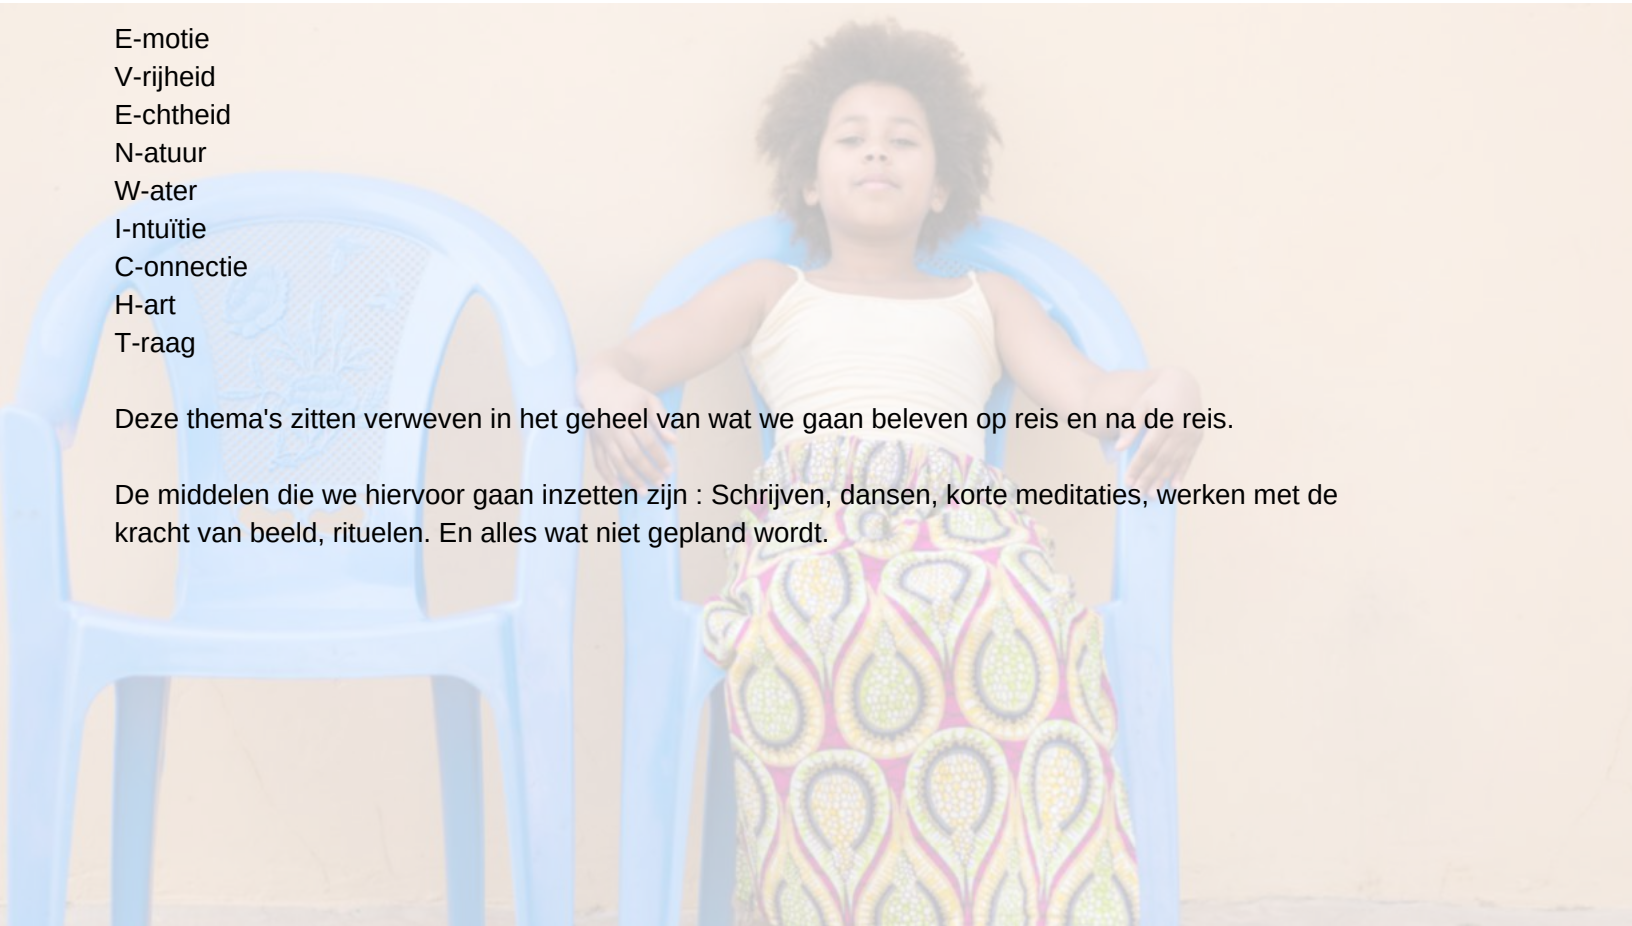 E-motie
V-rijheid
E-chtheid
N-atuur
W-ater
I-ntuïtie
C-onnectie
H-art
T-raag
Deze thema's zitten verweven in het geheel van wat we gaan beleven op reis en na de reis.
De middelen die we hiervoor gaan inzetten zijn : Schrijven, dansen, korte meditaties, werken met de
kracht van beeld, rituelen. En alles wat niet gepland wordt.